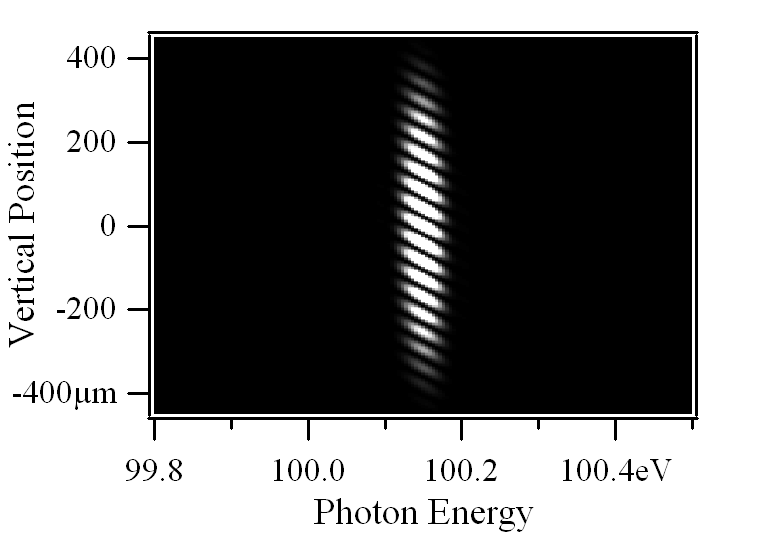 400
200
0
-200
-400μm
Vertical Position
99.8 100.0 100.2 100.4eV
Photon Energy